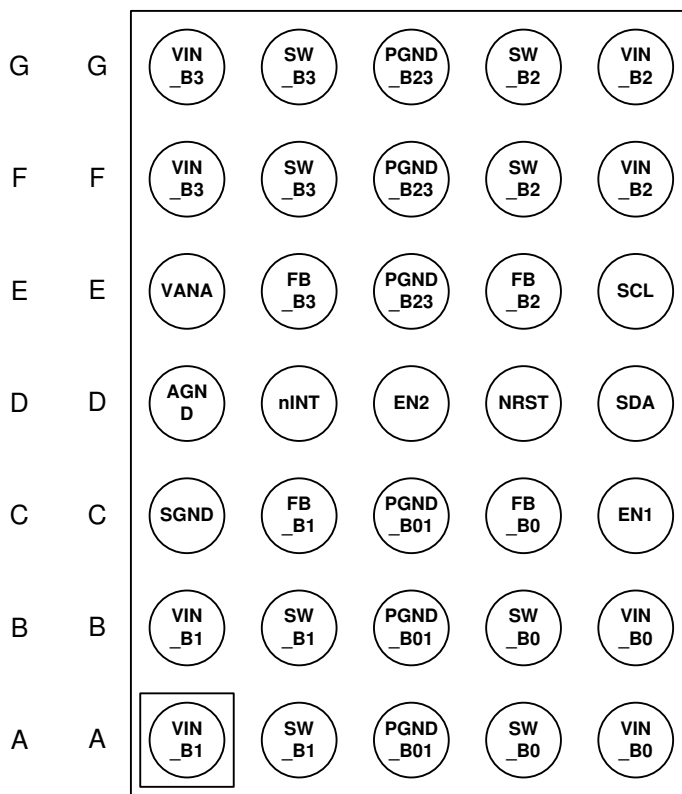 G G VIN _B3 SW _B3 PGND _B23 SW _B2 VIN _B2
F F VIN _B3 SW _B3 PGND _B23 SW _B2 VIN _B2
E E VANA FB _B3 PGND _B23 FB _B2 SCL
D D AGN D nINT EN2 NRST SDA
C C SGND FB _B1 PGND _B01 FB _B0 EN1
B B VIN _B1 SW _B1 PGND _B01 SW _B0 VIN _B0
A A VIN _B1 SW _B1 PGND _B01 SW _B0 VIN _B0